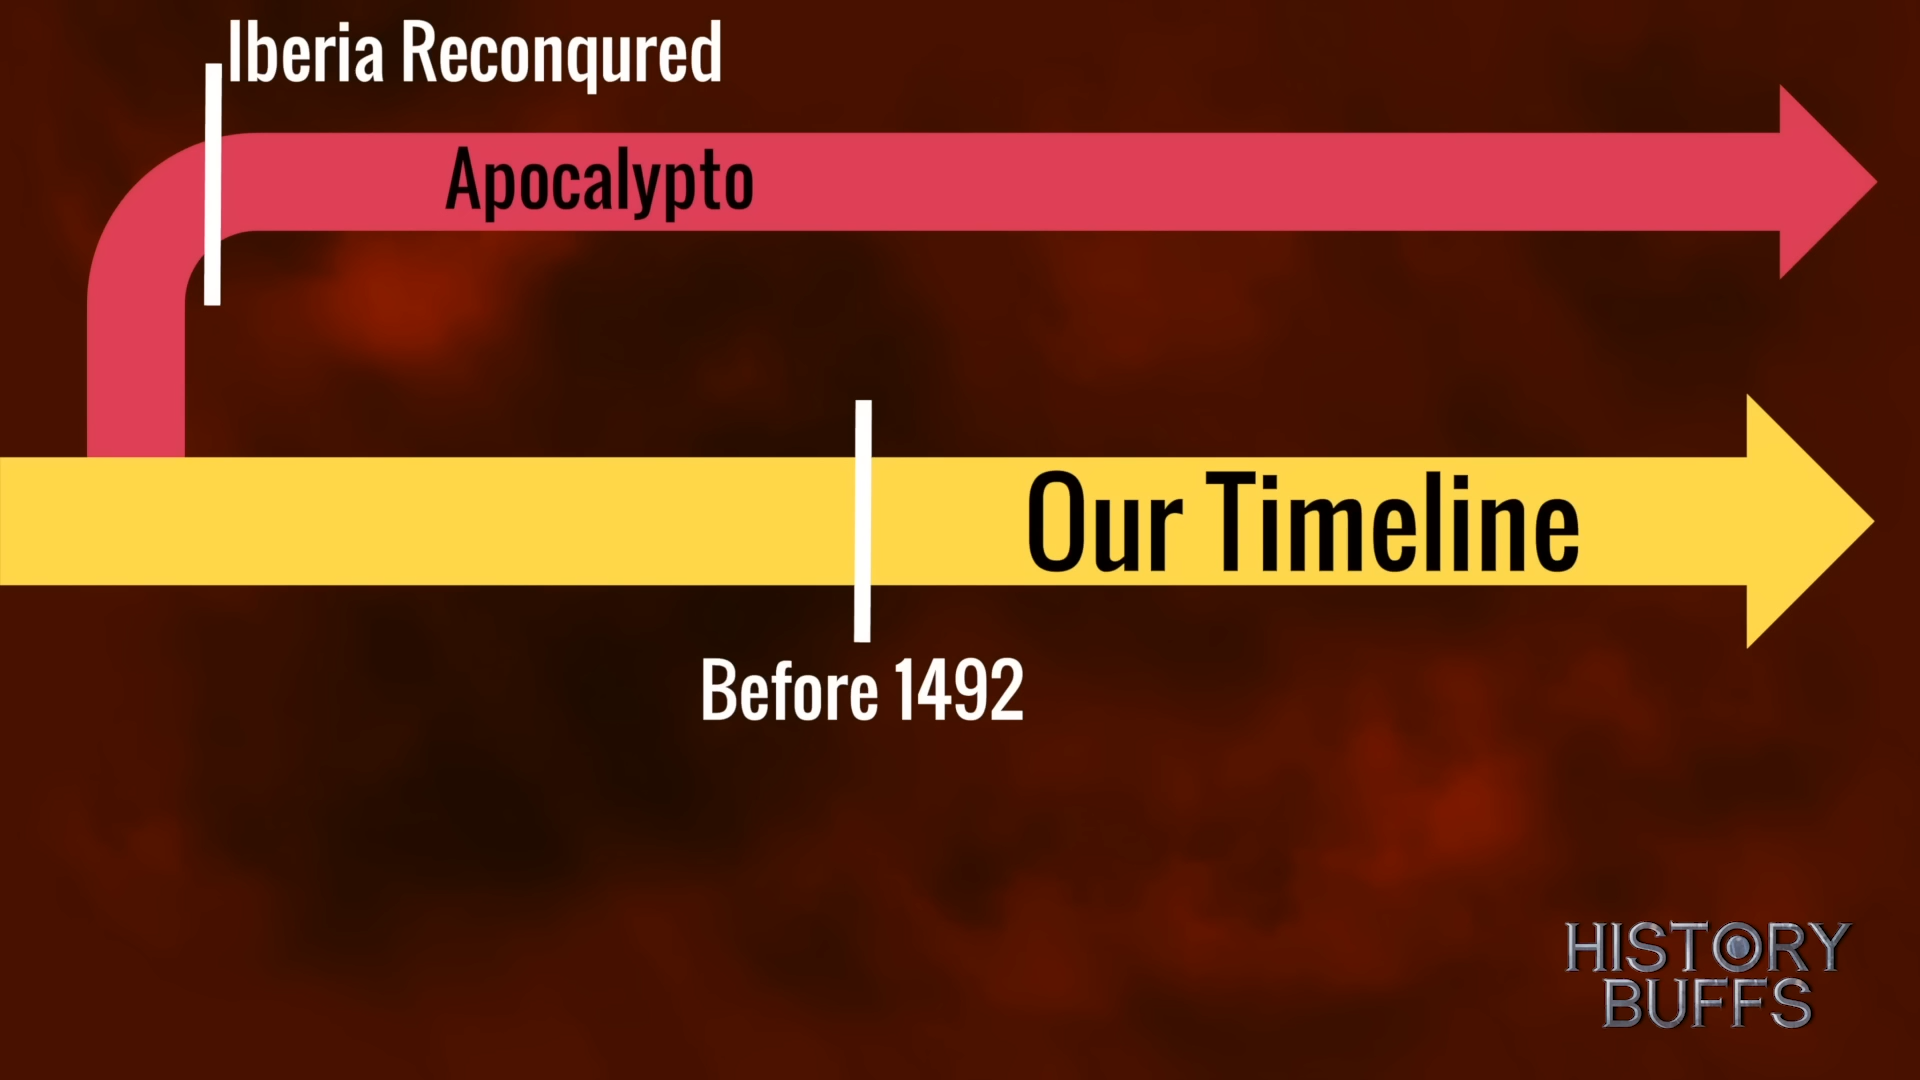 Iberia Reconqured
Apocalypto
Our Timeline
Before 1492
HISTORY
BUFFS